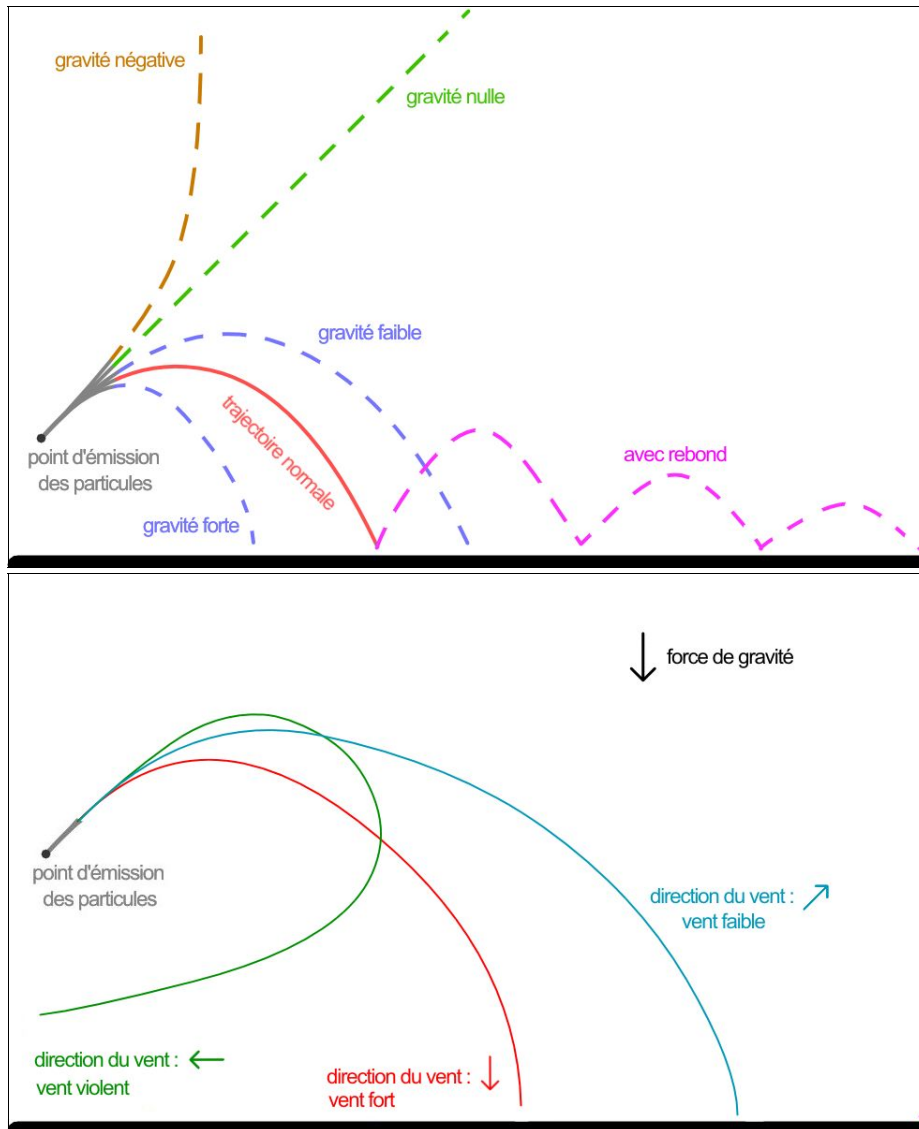 gravité négative
gravité nulle
gravité faible
trajectoire normale
point d'émission
des particules
avec rebond
gravité forte
force de gravité
point d'émission
des particules
direction du vent :
vent faible
direction du vent :
vent violent
direction du vent :
vent fort